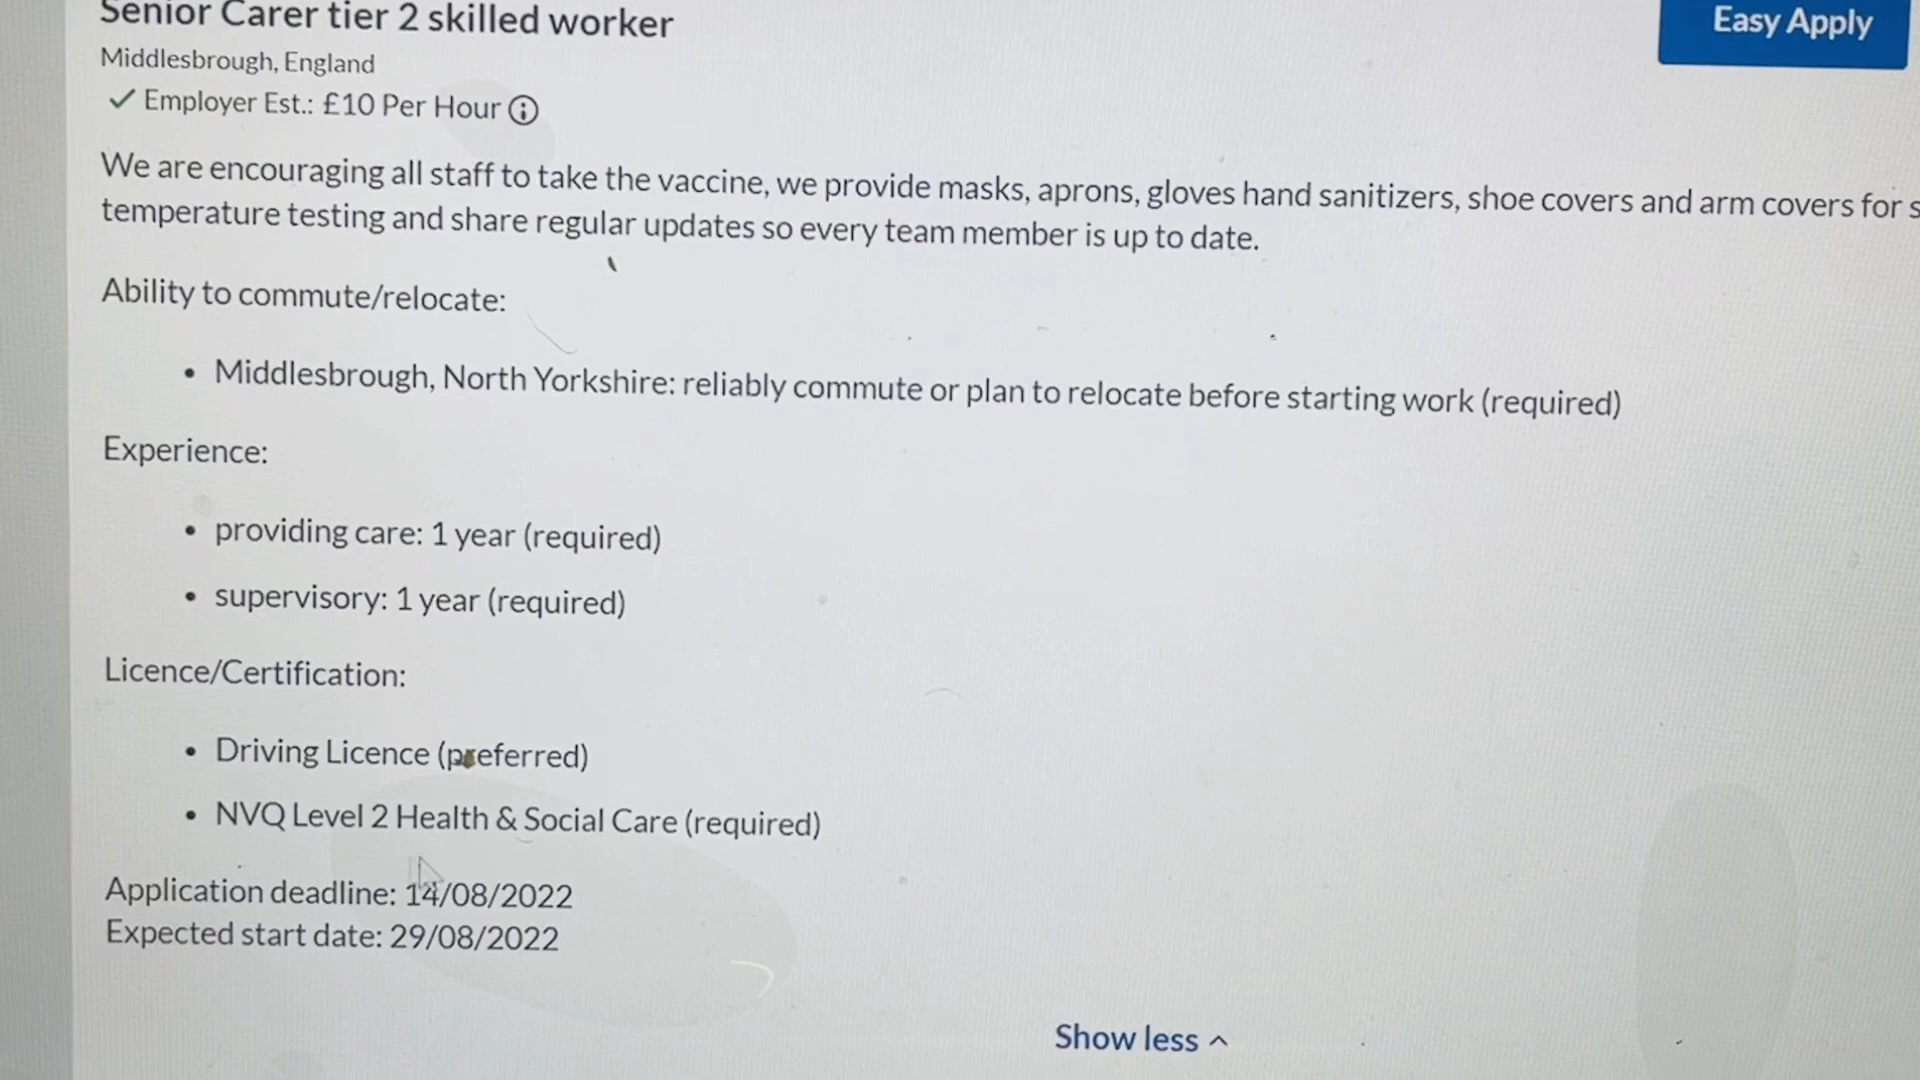 Senior Carer tier 2 skilled worker
Easy Apply
Middlesbrough, England
✓ Employer Est.: £10 Per Hour
We are encouraging all staff to take the vaccine, we provide masks, aprons, gloves hand sanitizers, shoe covers and arm covers for
temperature testing and share regular updates so every team member is up to date.
Ability to commute/relocate:
• Middlesbrough, North Yorkshire: reliably commute or plan to relocate before starting work (required)
Experience:
• providing care: 1 year (required)
• supervisory: 1 year (required)
Licence/Certification:
• Driving Licence (preferred)
• NVQ Level 2 Health & Social Care (required)
Application deadline: 14/08/2022
Expected start date: 29/08/2022
Show less